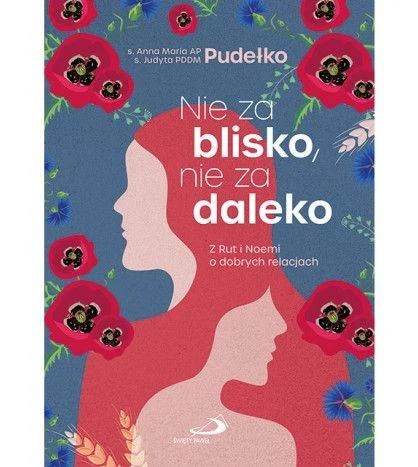 s. Anna Maria AP
s. Judyta PDDM Pudełko
Nie za
blisko,
nie za
daleko
Z Rut i Noemi
o dobrych relacjach
ŚWIĘTY PAWEŁ